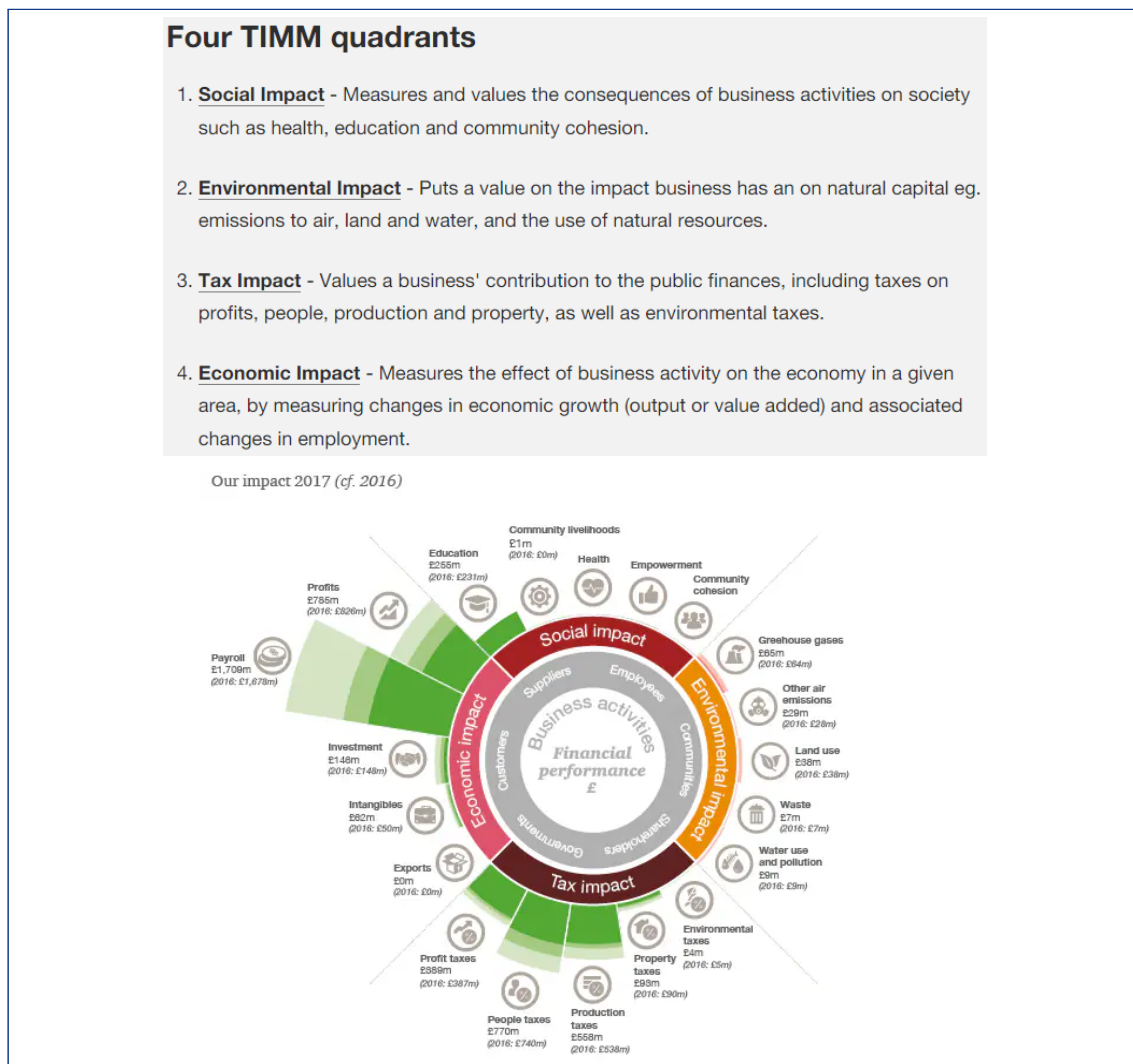 Four TIMM quadrants
1. Social Impact - Measures and values the consequences of business activities on society
such as health, education and community cohesion.
2. Environmental Impact - Puts a value on the impact business has an on natural capital eg.
emissions to air, land and water, and the use of natural resources.
3. Tax Impact - Values a business' contribution to the public finances, including taxes on
profits, people, production and property, as well as environmental taxes.
4. Economic Impact - Measures the effect of business activity on the economy in a given
area, by measuring changes in economic growth (output or value added) and associated
changes in employment.
Our impact 2017 (cf. 2016)
Community livelihoods
£1m
(2016: £0m)
Health
Empowerment
Community
cohesion
Education
£255m
(2016: £231m)
Profits
£785m
(2016: £826m)
Payroll
£1,709m
(2016: £1,678m)
Investment
£146m
(2016: £148m)
Intangibles
£62m
(2016: £50m)
Exports
£0m
(2016: £0m)
Greehouse gases
£65m
(2016: £64m)
Other air
emissions
£29m
(2016: £28m)
Land use
£38m
(2016: £38m)
Waste
£7m
(2016: £7m)
Water use
and pollution
£9m
(2016: £9m)
Environmental
taxes
£4m
(2016: £5m)
Property
taxes
£93m
(2016: £90m)
Production
taxes
£558m
(2016: £538m)
People taxes
£770m
(2016: £740m)
Profit taxes
£389m
(2016: £387m)
Social impact
Environmental impact
Tax impact
Economic impact
Suppliers
Employees
Communities
Shareholders
Governments
Customers
Business activities
Financial
performance
£